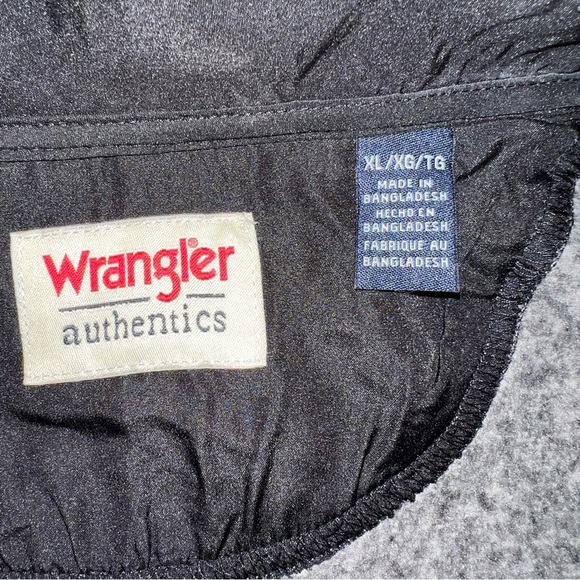 Wrangler®
authentics
XL/XG/TG
MADE IN
BANGLADESH
HECHO EN
BANGLADESH
FABRIQUE AU
BANGLADESH